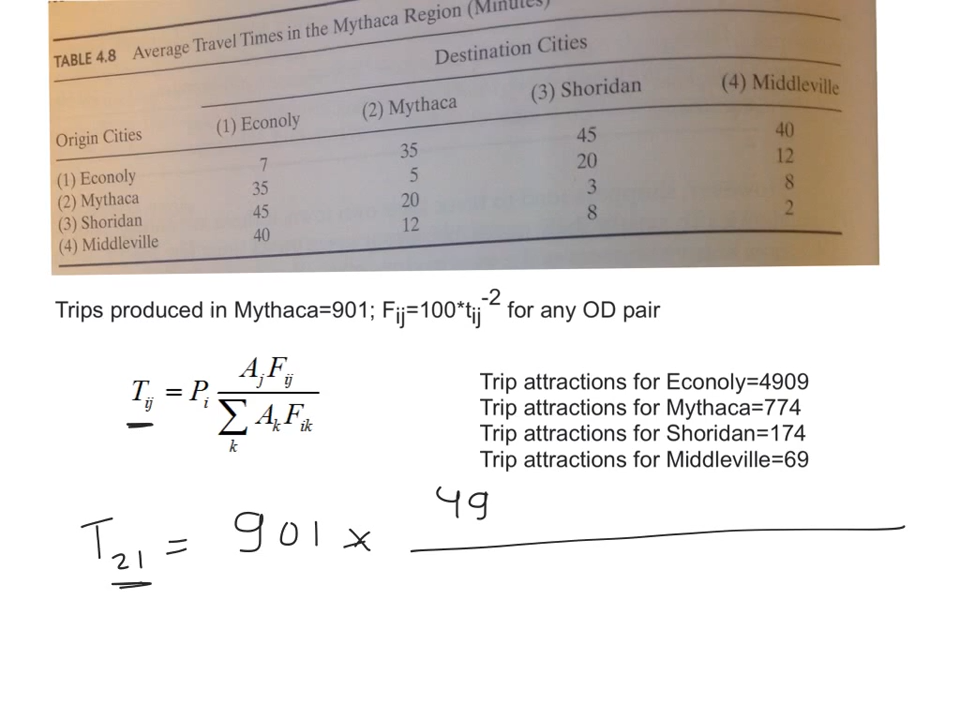 TABLE 4.8 Average Travel Times in the Mythaca Region (Minutes)
Destination Cities
Origin Cities (1) Econoly (2) Mythaca (3) Shoridan (4) Middleville
(1) Econoly 7 35 45 40
(2) Mythaca 35 5 20 12
(3) Shoridan 45 20 3 8
(4) Middleville 40 12 8 2
Trips produced in Mythaca=901; Fij=100*tij^-2 for any OD pair
Tij = Pi AjFij / ∑k AkFik
Trip attractions for Econoly=4909
Trip attractions for Mythaca=774
Trip attractions for Shoridan=174
Trip attractions for Middleville=69
49
T21 = 901 ×